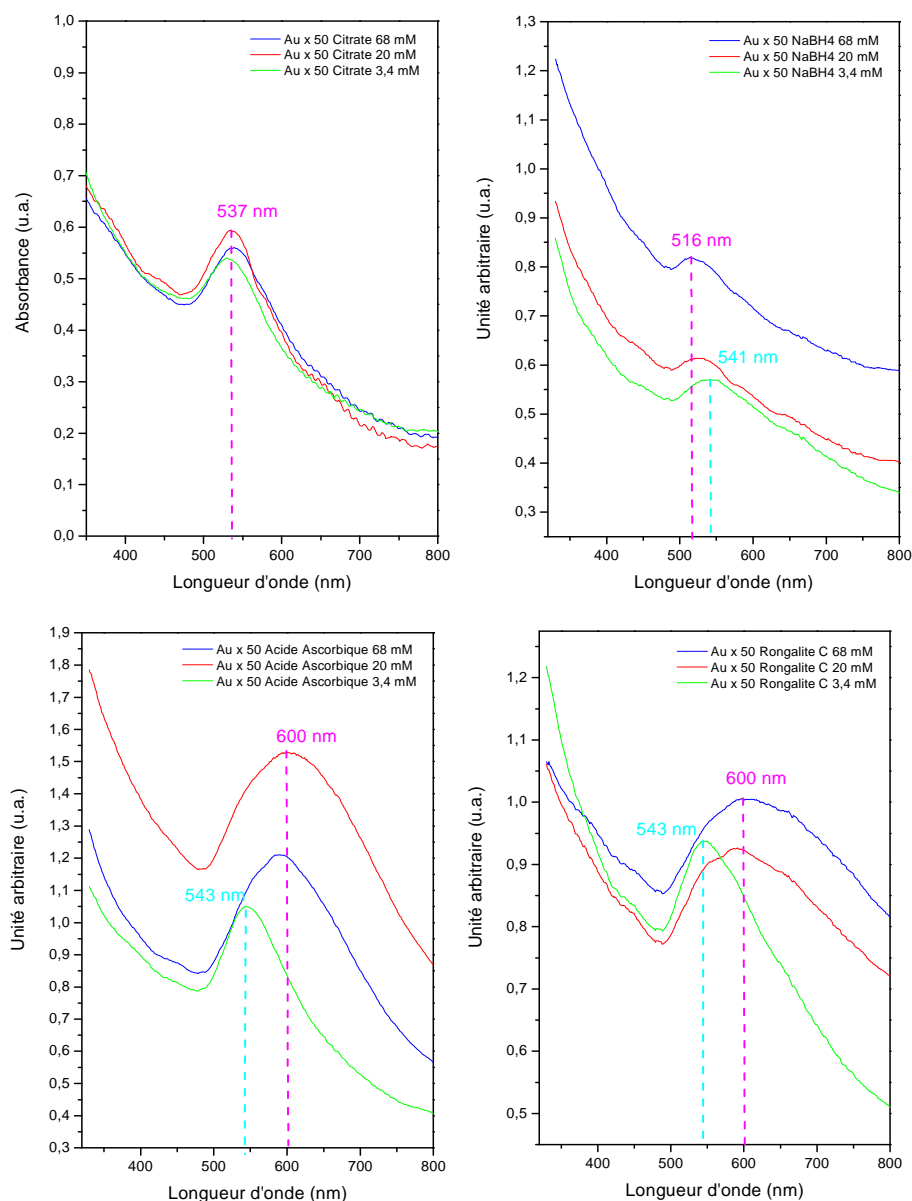 Au x 50 Citrate 68 mM
Au x 50 Citrate 20 mM
Au x 50 Citrate 3,4 mM
537 nm
Absorbance (u.a.)
1,0
0,9
0,8
0,7
0,6
0,5
0,4
0,3
0,2
0,1
0,0
400 500 600 700 800
Longueur d'onde (nm)
Au x 50 NaBH4 68 mM
Au x 50 NaBH4 20 mM
Au x 50 NaBH4 3,4 mM
516 nm
541 nm
Unité arbitraire (u.a.)
1,3
1,2
1,1
1,0
0,9
0,8
0,7
0,6
0,5
0,4
0,3
400 500 600 700 800
Longueur d'onde (nm)
Au x 50 Acide Ascorbique 68 mM
Au x 50 Acide Ascorbique 20 mM
Au x 50 Acide Ascorbique 3,4 mM
600 nm
543 nm
Unité arbitraire (u.a.)
1,9
1,8
1,7
1,6
1,5
1,4
1,3
1,2
1,1
1,0
0,9
0,8
0,7
0,6
0,5
0,4
0,3
400 500 600 700 800
Longueur d'onde (nm)
Au x 50 Rongalite C 68 mM
Au x 50 Rongalite C 20 mM
Au x 50 Rongalite C 3,4 mM
600 nm
543 nm
Unité arbitraire (u.a.)
1,2
1,1
1,0
0,9
0,8
0,7
0,6
0,5
400 500 600 700 800
Longueur d'onde (nm)